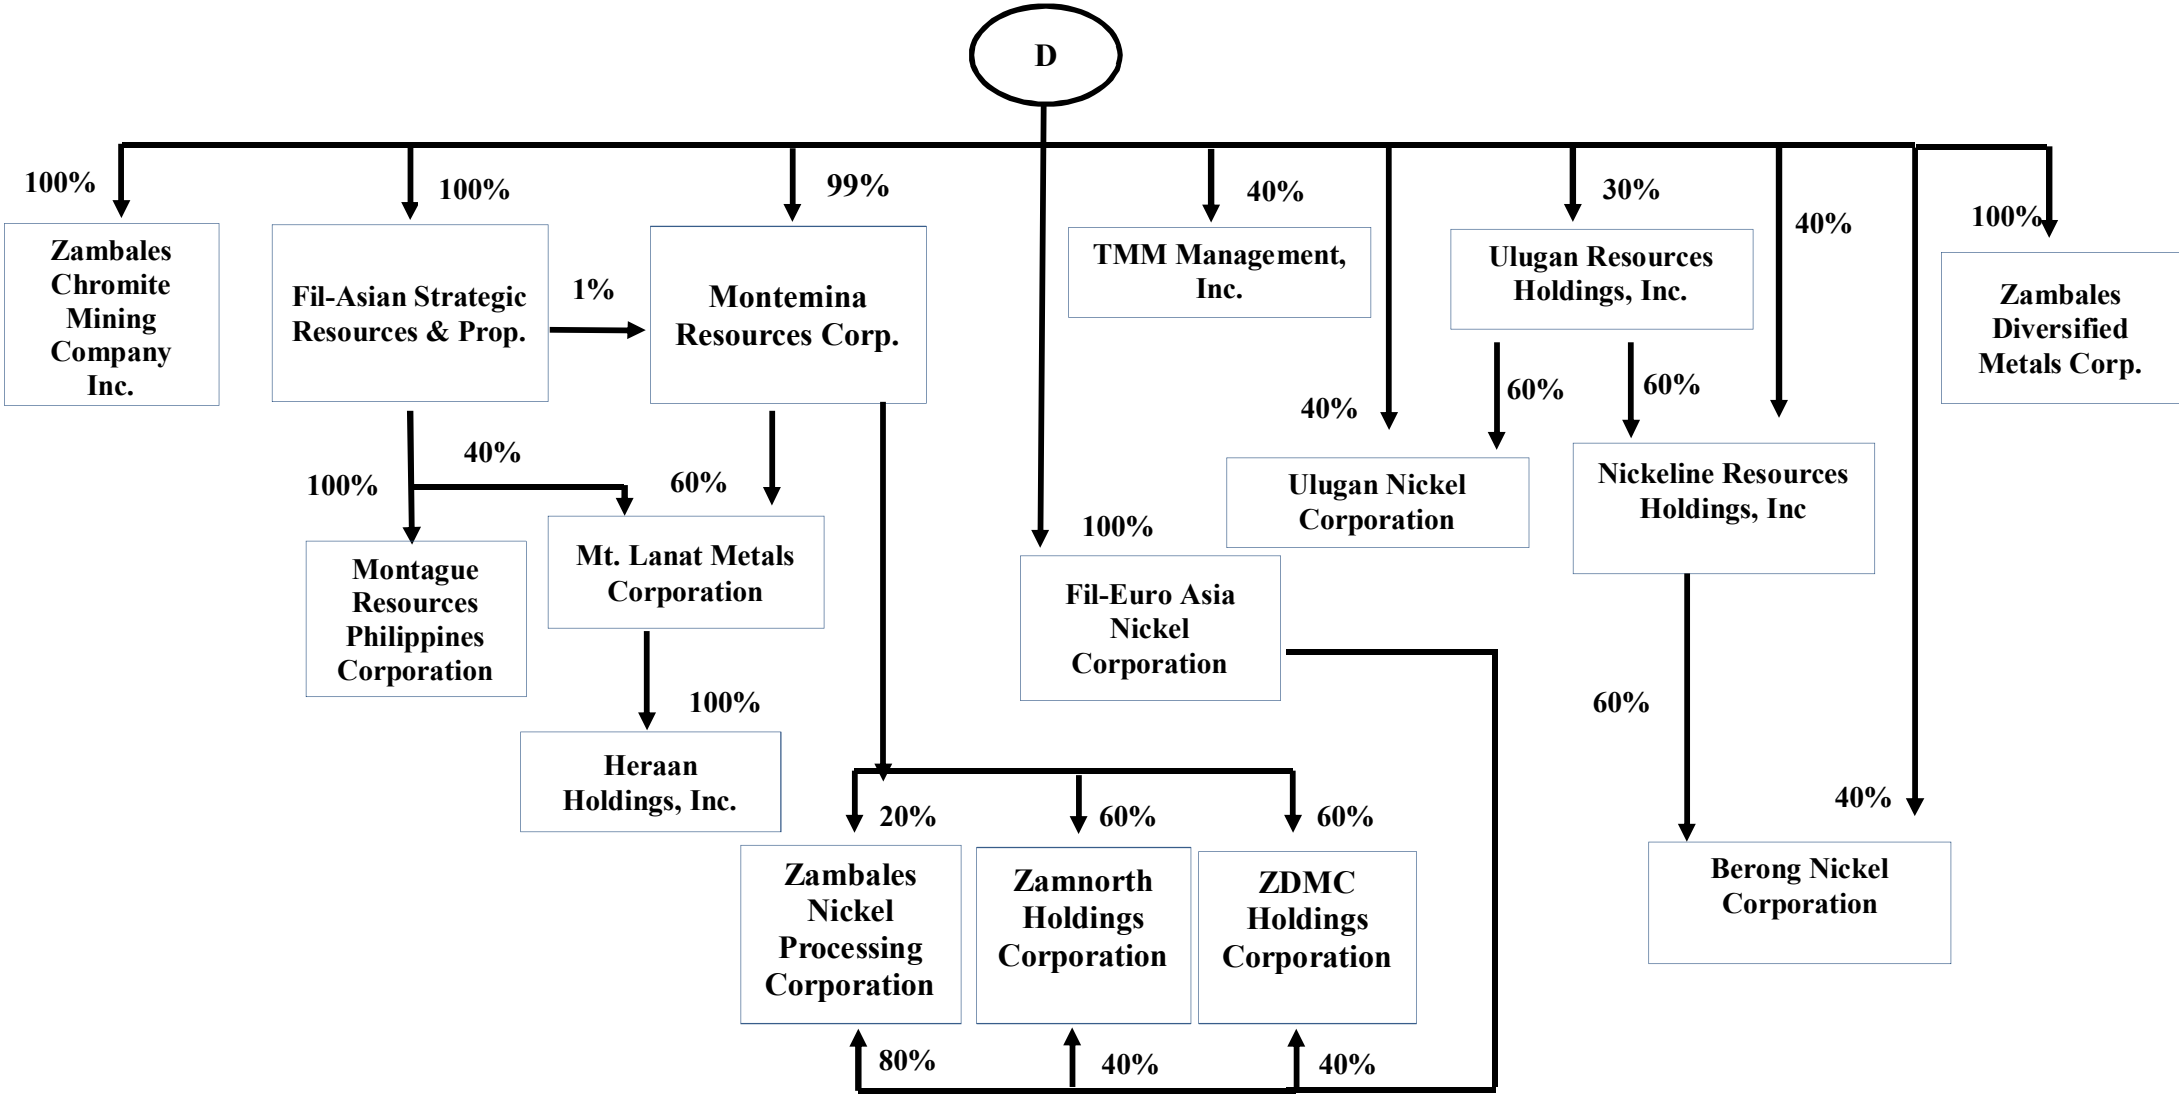 D
100%
100%
99%
40%
30%
40%
100%
Zambales
Chromite
Mining
Company
Inc.
Fil-Asian Strategic
Resources & Prop.
1%
Montemina
Resources Corp.
TMM Management,
Inc.
Ulugan Resources
Holdings, Inc.
Zambales
Diversified
Metals Corp.
40%
60%
60%
100%
40%
60%
Ulugan Nickel
Corporation
Nickeline Resources
Holdings, Inc
100%
Montague
Resources
Philippines
Corporation
Mt. Lanat Metals
Corporation
Fil-Euro Asia
Nickel
Corporation
100%
60%
Heraan
Holdings, Inc.
20%
60%
60%
40%
Zambales
Nickel
Processing
Corporation
Zamnorth
Holdings
Corporation
ZDMC
Holdings
Corporation
Berong Nickel
Corporation
80%
40%
40%